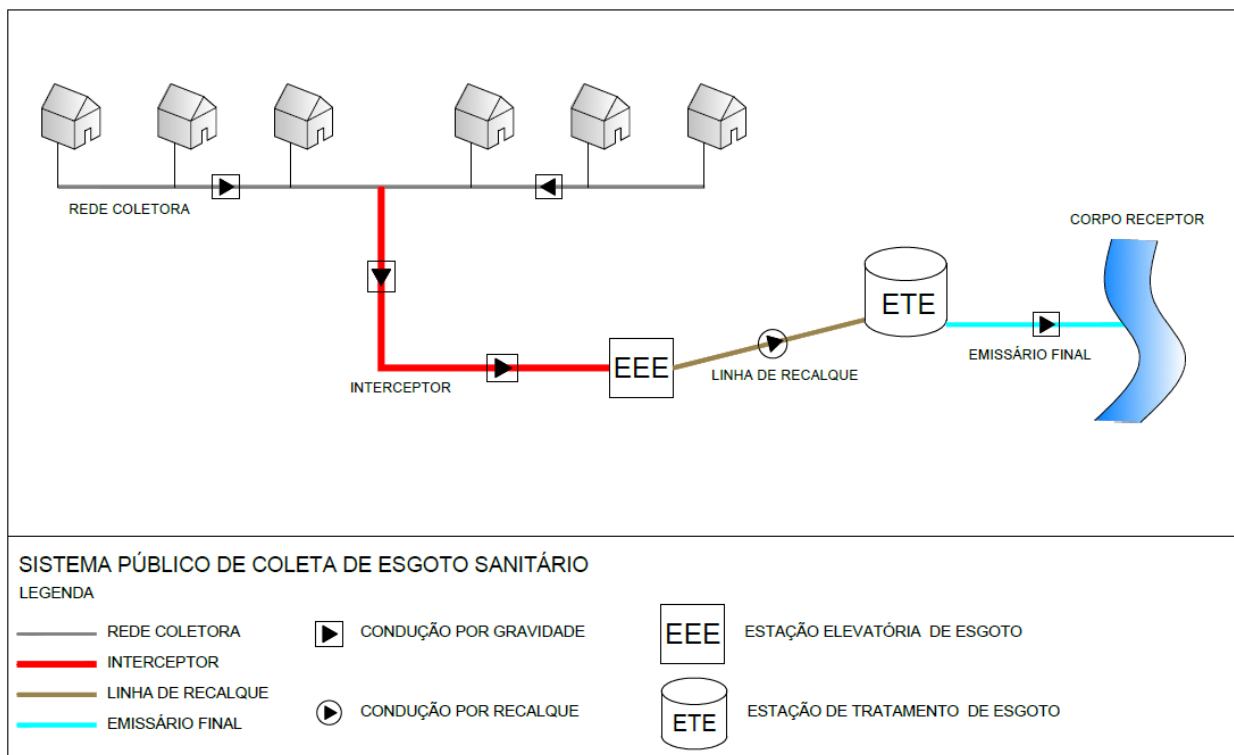 REDE COLETORA
CORPO RECEPTOR
ETE
EMISSÁRIO FINAL
EEE
LINHA DE RECALQUE
INTERCEPTOR
SISTEMA PÚBLICO DE COLETA DE ESGOTO SANITÁRIO
LEGENDA
REDE COLETORA
CONDUÇÃO POR GRAVIDADE
EEE
ESTAÇÃO ELEVATÓRIA DE ESGOTO
INTERCEPTOR
LINHA DE RECALQUE
CONDUÇÃO POR RECALQUE
ETE
ESTAÇÃO DE TRATAMENTO DE ESGOTO
EMISSÁRIO FINAL